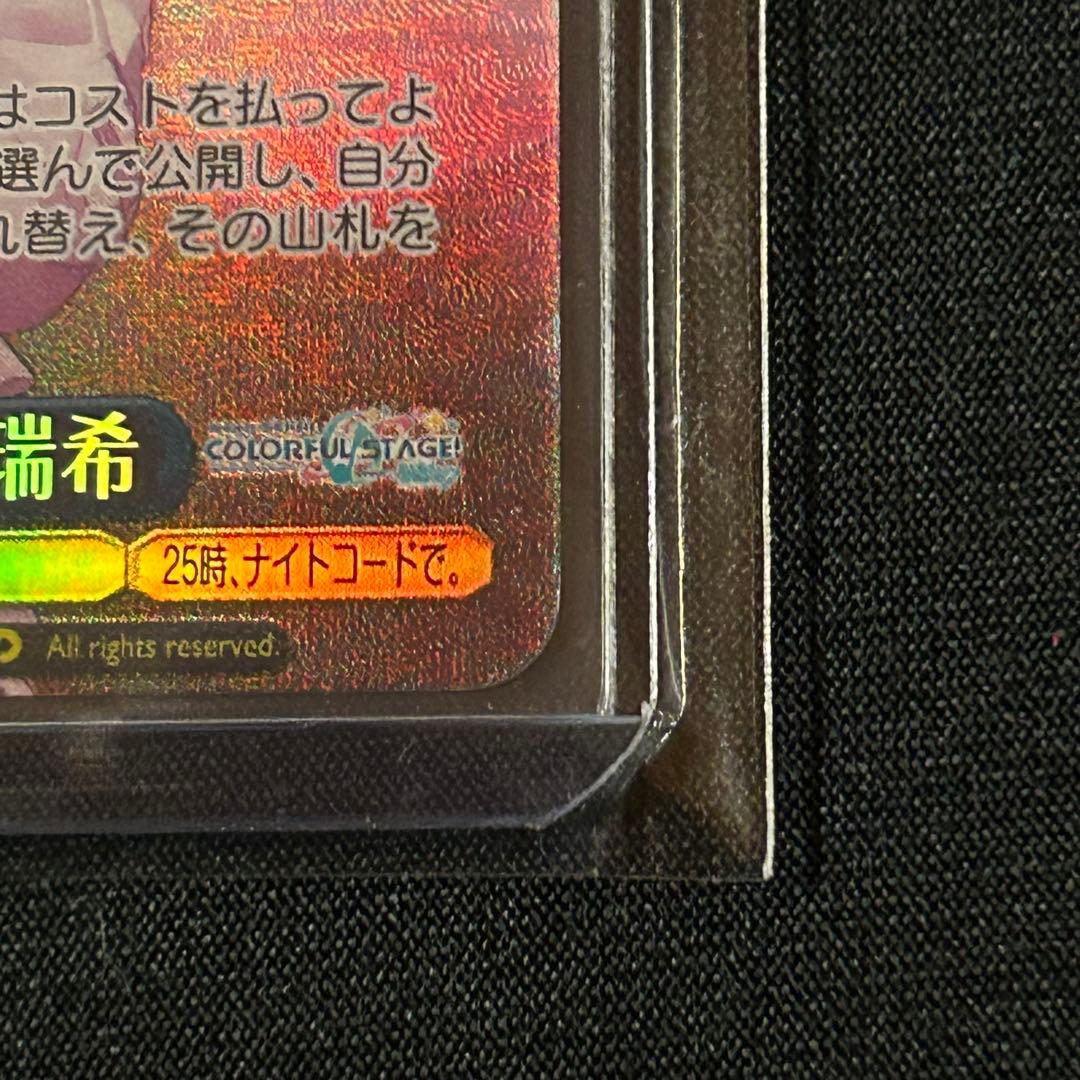 はコストを払ってよ
選んで公開し、自分
れ替え、その山札を
瑞希
COLORFUL STAGE!
25時、ナイトコードで。
All rights reserved.